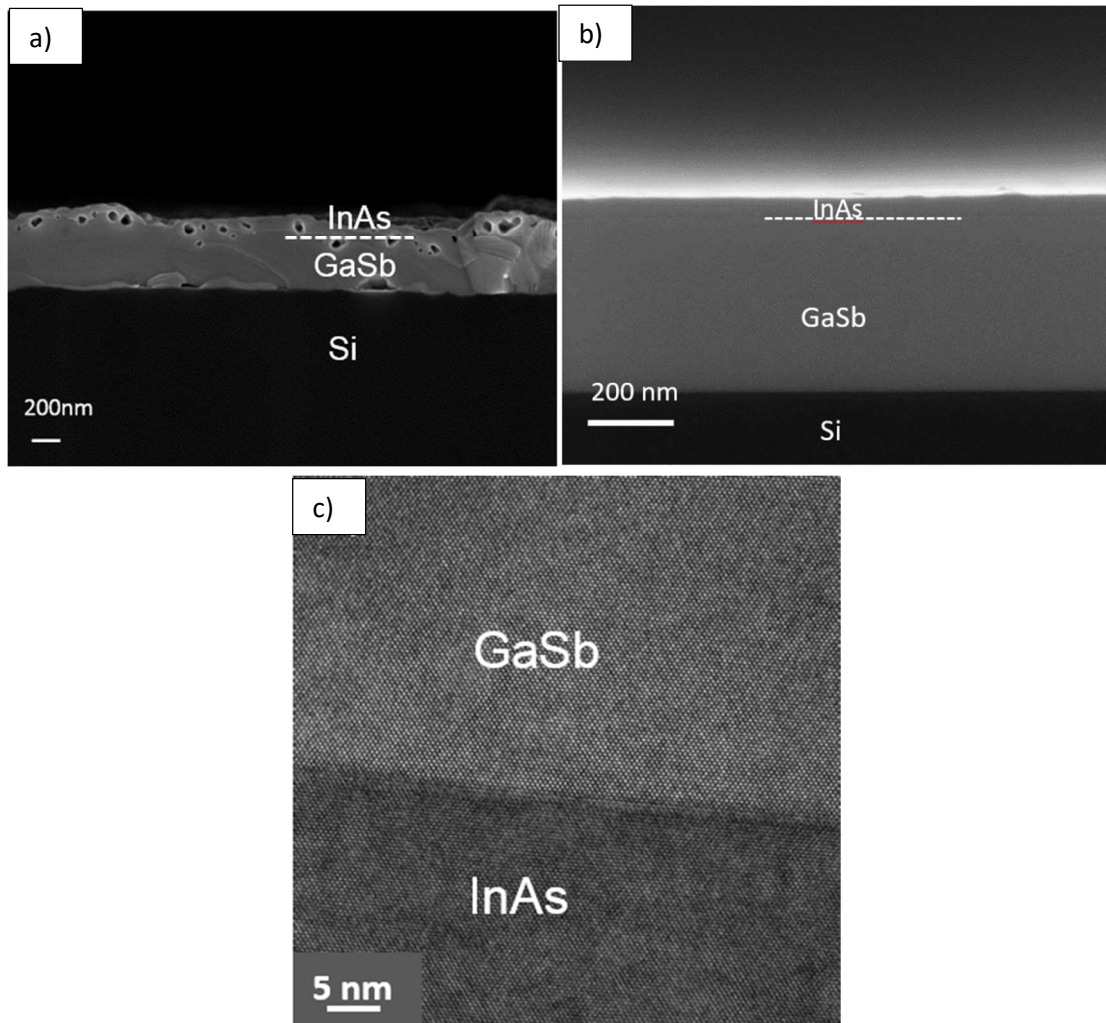 a)
InAs
GaSb
Si
200nm
b)
InAs
GaSb
200 nm
Si
c)
GaSb
InAs
5 nm